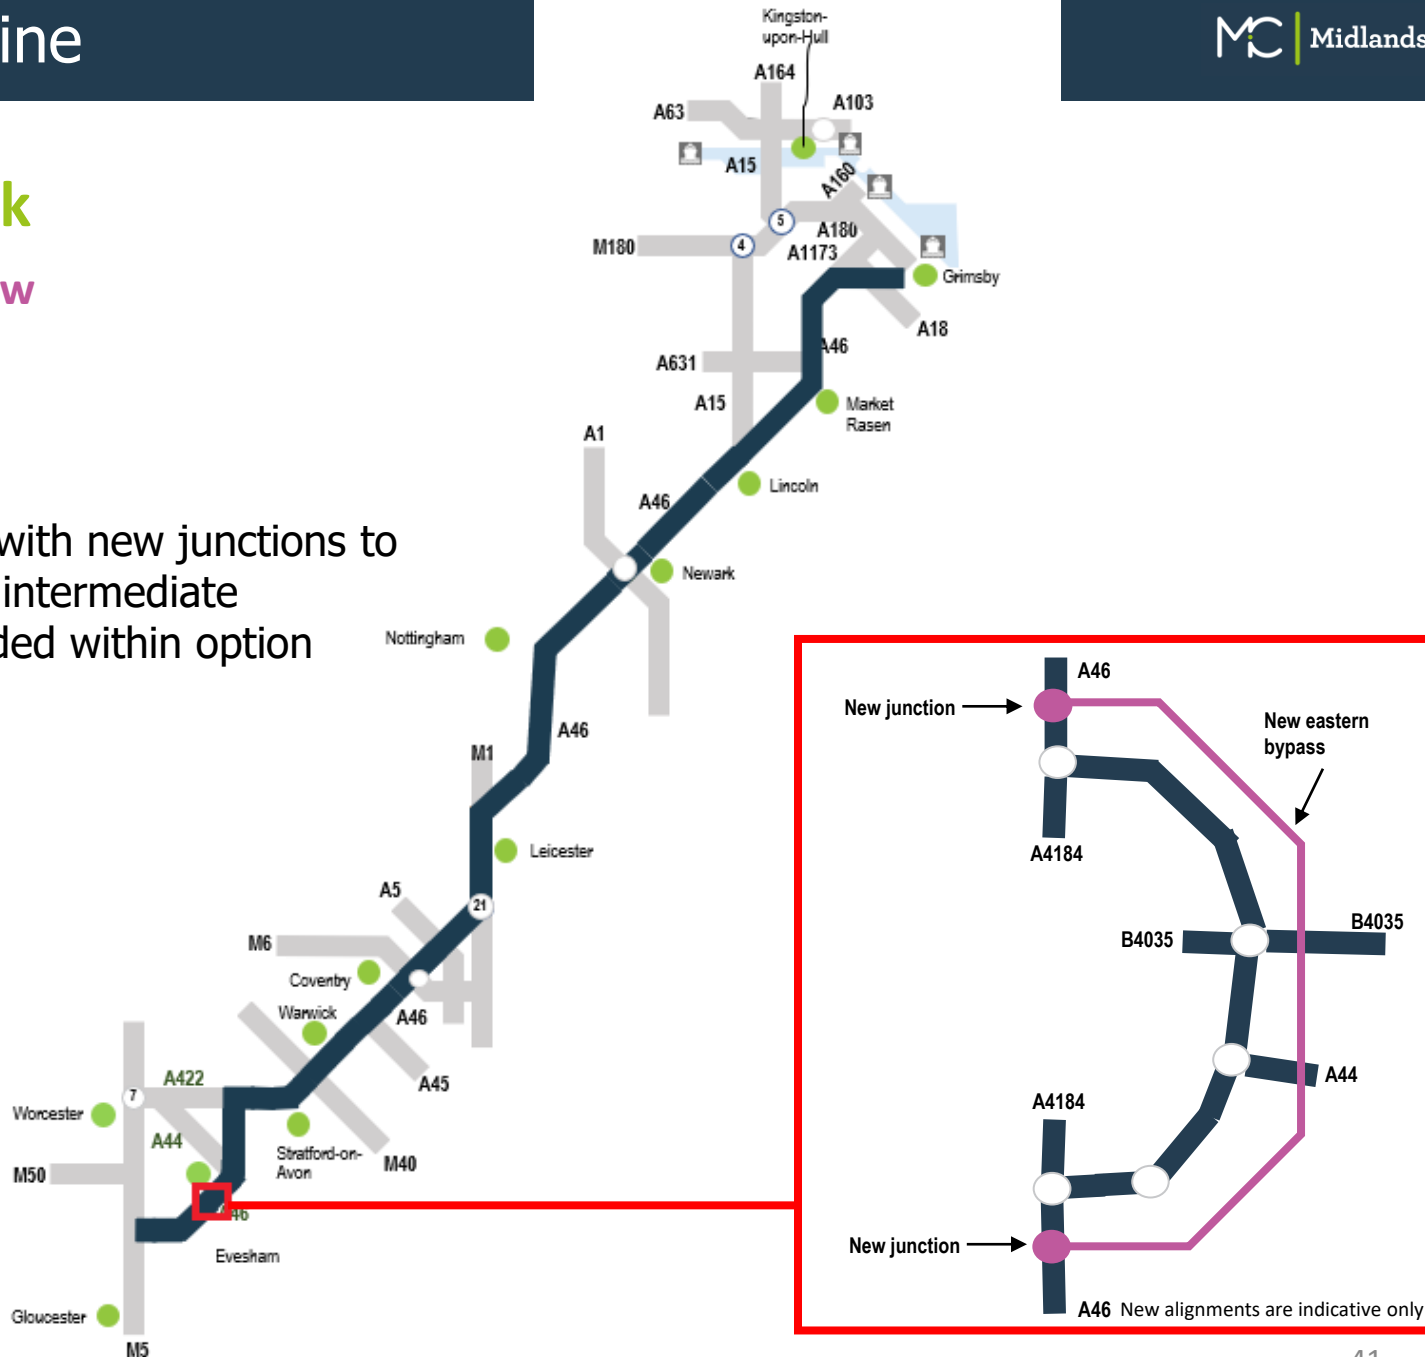 ine
Midlands
k
w
with new junctions to
intermediate
ded within option
Kingston-
upon-Hull
A164
A63
A103
A15
A160
5
A180
M180
4
A1173
Grimsby
A18
A46
A631
A15
Market
Rasen
A1
Lincoln
A46
Newark
Nottingham
A46
M1
Leicester
A5
21
M6
Coventry
Warwick
A46
A45
A422
7
Worcester
A44
Stratford-on-
Avon
M40
M50
A46
Evesham
Gloucester
M5
A46
New junction
New eastern
bypass
A4184
B4035
B4035
A44
A4184
New junction
A46 New alignments are indicative only
41